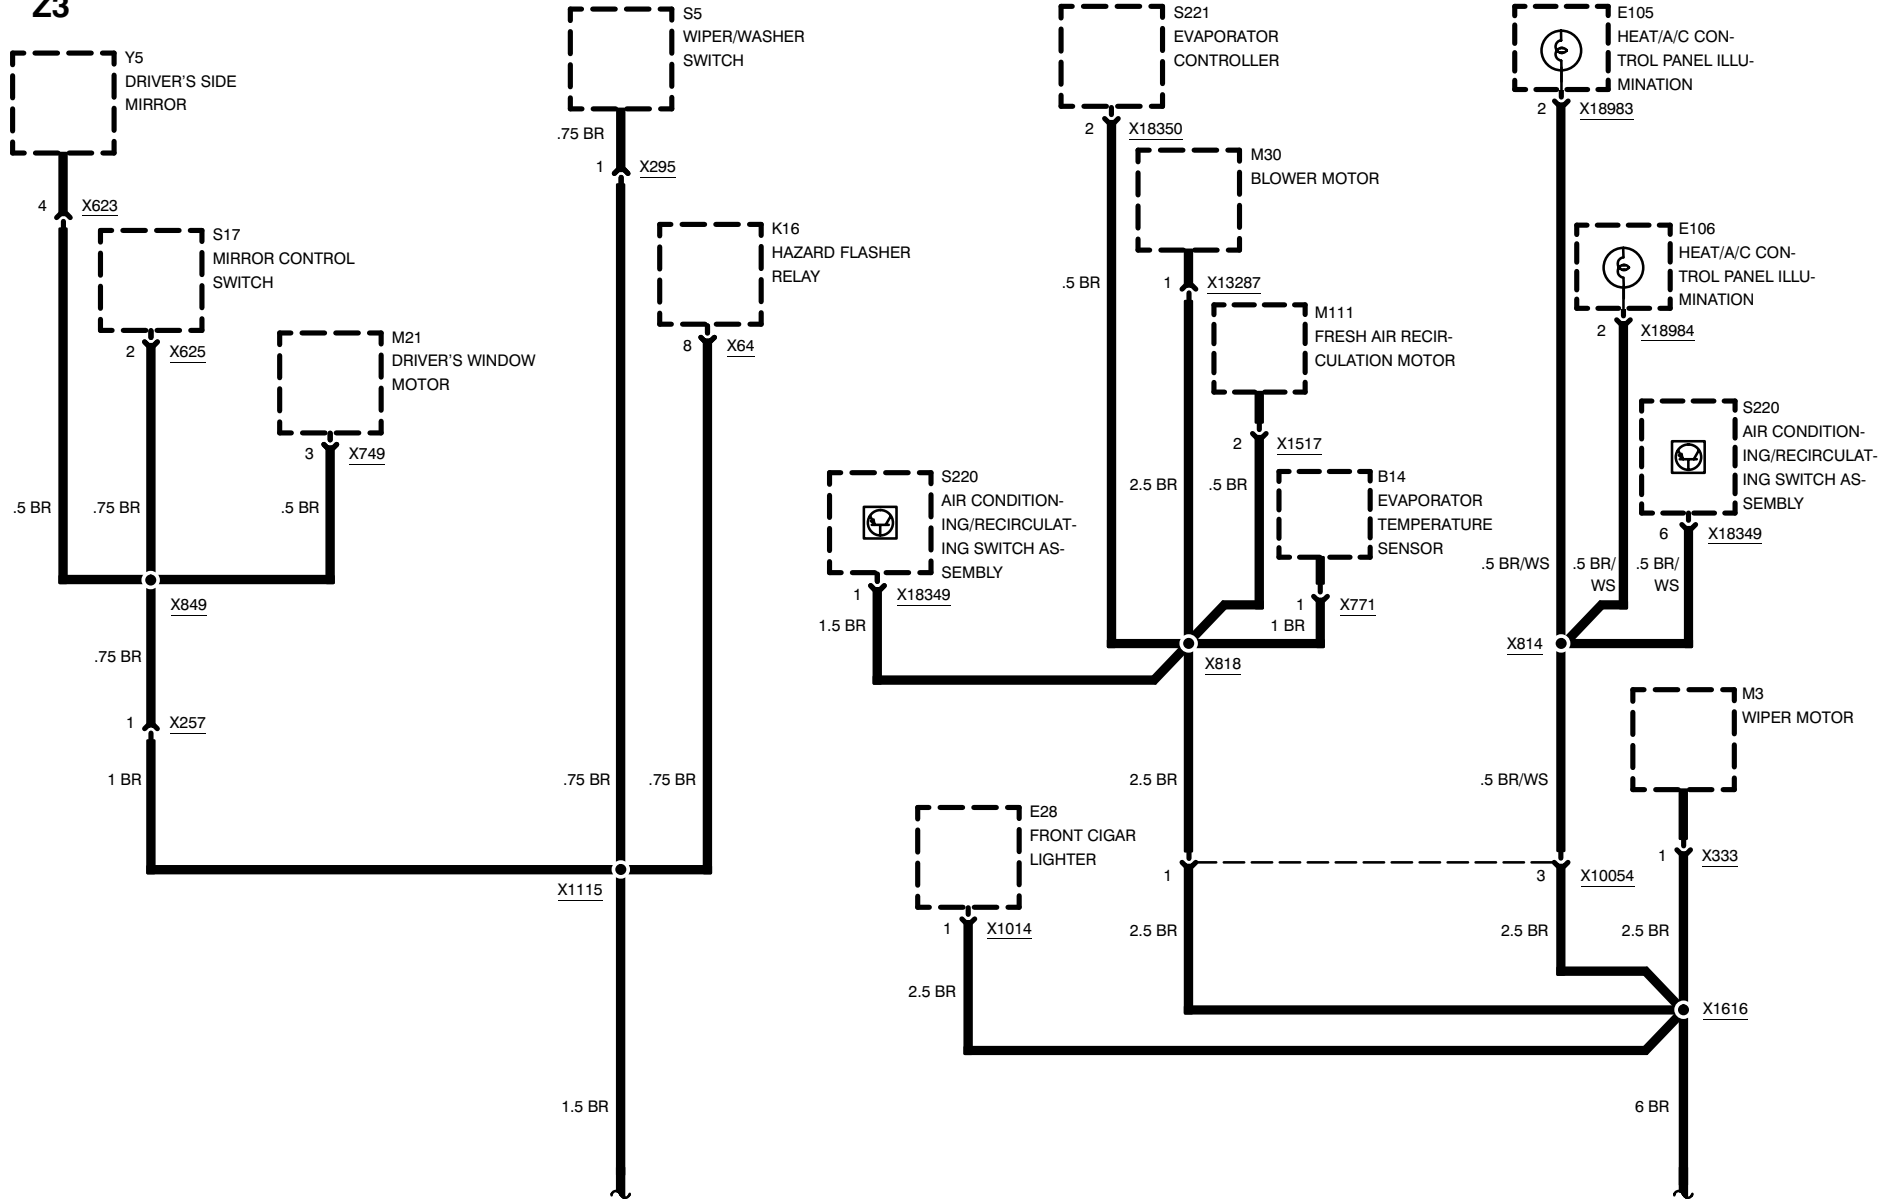 Z3
Y5
DRIVER'S SIDE
MIRROR
4
X623
S17
MIRROR CONTROL
SWITCH
2
X625
M21
DRIVER'S WINDOW
MOTOR
3
X749
.5 BR
.75 BR
.5 BR
X849
.75 BR
1
X257
1 BR
S5
WIPER/WASHER
SWITCH
.75 BR
1
X295
K16
HAZARD FLASHER
RELAY
8
X64
.75 BR
.75 BR
X1115
1.5 BR
S221
EVAPORATOR
CONTROLLER
2
X18350
M30
BLOWER MOTOR
.5 BR
1
X13287
M111
FRESH AIR RECIR-
CULATION MOTOR
2
X1517
S220
AIR CONDITION-
ING/RECIRCULAT-
ING SWITCH AS-
SEMBLY
1
X18349
1.5 BR
2.5 BR
.5 BR
B14
EVAPORATOR
TEMPERATURE
SENSOR
1
X771
1 BR
X818
2.5 BR
E28
FRONT CIGAR
LIGHTER
1
X1014
2.5 BR
1
2.5 BR
E105
HEAT/A/C CON-
TROL PANEL ILLU-
MINATION
2
X18983
E106
HEAT/A/C CON-
TROL PANEL ILLU-
MINATION
2
X18984
S220
AIR CONDITION-
ING/RECIRCULAT-
ING SWITCH AS-
SEMBLY
6
X18349
.5 BR/WS
.5 BR/
WS
.5 BR/
WS
X814
M3
WIPER MOTOR
.5 BR/WS
3
X10054
1
X333
2.5 BR
2.5 BR
X1616
6 BR